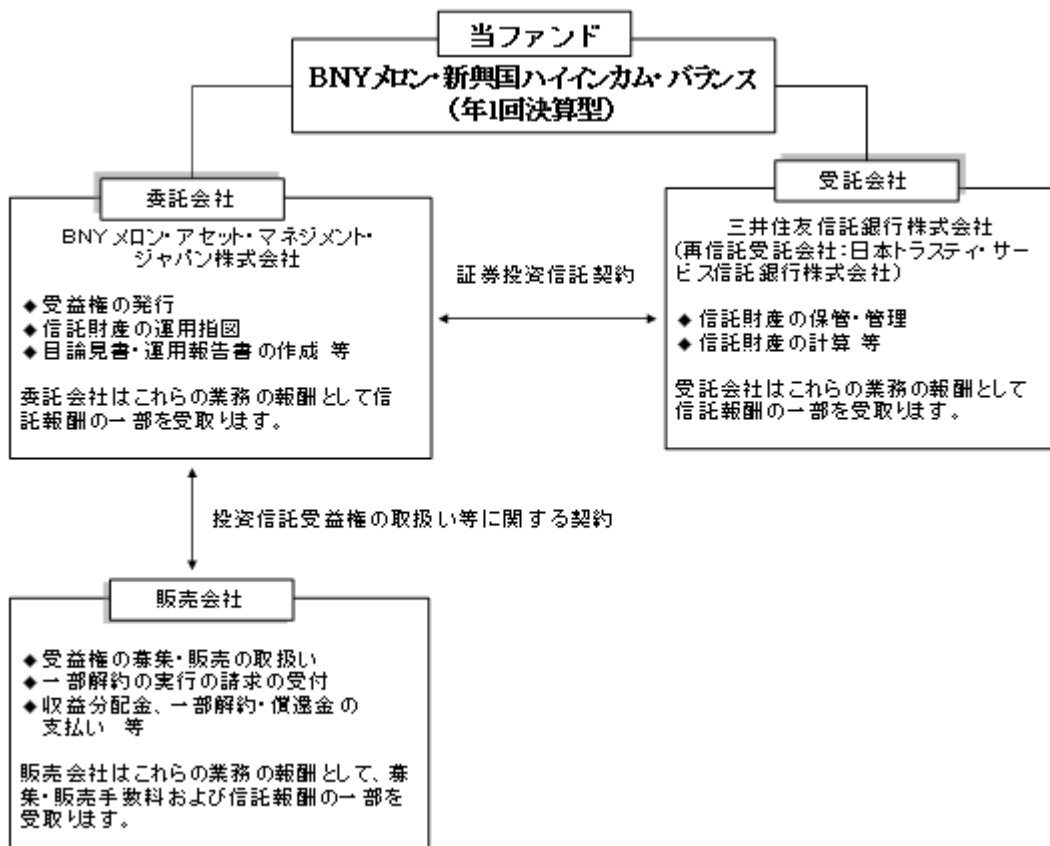 当ファンド
BNYメロン・新興国ハイインカム・バランス
（年1回決算型）
委託会社
BNYメロン・アセット・マネジメント・
ジャパン株式会社
◆受益権の発行
◆信託財産の運用指図
◆目論見書・運用報告書の作成 等
委託会社はこれらの業務の報酬として信
託報酬の一部を受取ります。
証券投資信託契約
受託会社
三井住友信託銀行株式会社
（再信託受託会社：日本トラスティ・サー
ビス信託銀行株式会社）
◆信託財産の保管・管理
◆信託財産の計算 等
受託会社はこれらの業務の報酬として
信託報酬の一部を受取ります。
投資信託受益権の取扱い等に関する契約
販売会社
◆受益権の募集・販売の取扱い
◆一部解約の実行の請求の受付
◆収益分配金、一部解約・償還金の
支払い 等
販売会社はこれらの業務の報酬として、募
集・販売手数料および信託報酬の一部を
受取ります。